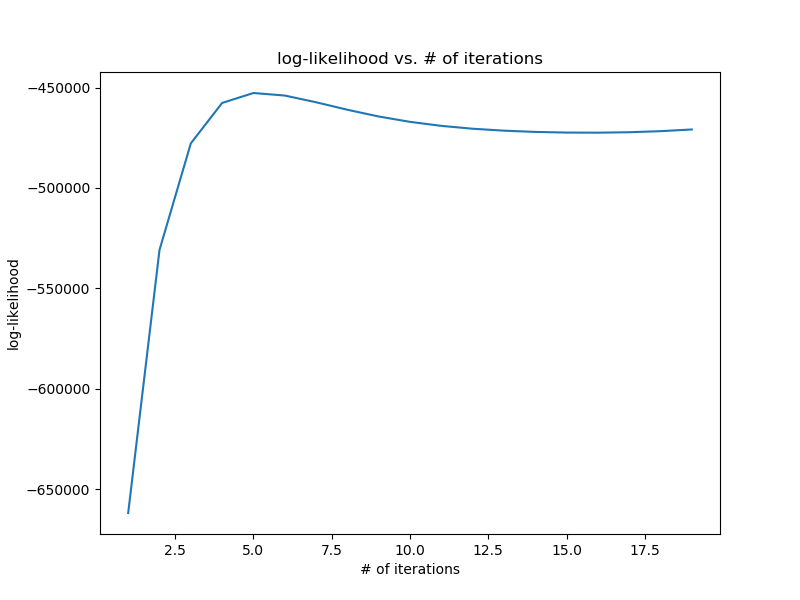 log-likelihood vs. # of iterations
−450000
−500000
−550000
−600000
−650000
log-likelihood
2.5 5.0 7.5 10.0 12.5 15.0 17.5
# of iterations